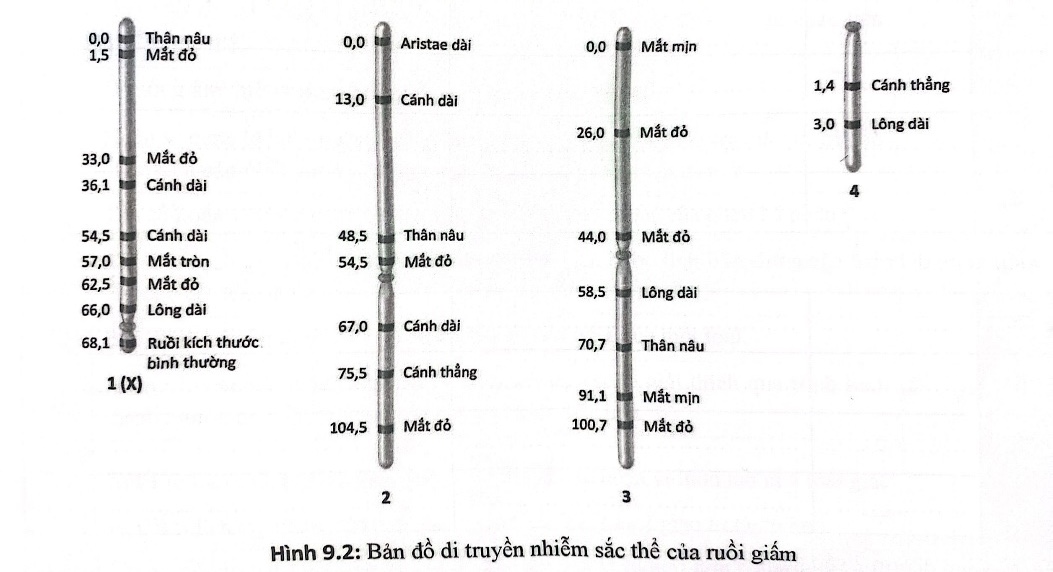 0,0 Thân nâu
1,5 Mắt đỏ
33,0 Mắt đỏ
36,1 Cánh dài
54,5 Cánh dài
57,0 Mắt tròn
62,5 Mắt đỏ
66,0 Lông dài
68,1 Ruồi kích thước
bình thường
1 (X)
0,0 Aristae dài
13,0 Cánh dài
48,5 Thân nâu
54,5 Mắt đỏ
67,0 Cánh dài
75,5 Cánh thẳng
104,5 Mắt đỏ
2
0,0 Mắt mịn
26,0 Mắt đỏ
44,0 Mắt đỏ
58,5 Lông dài
70,7 Thân nâu
91,1 Mắt mịn
100,7 Mắt đỏ
3
1,4 Cánh thẳng
3,0 Lông dài
4
Hình 9.2: Bản đồ di truyền nhiễm sắc thể của ruồi giấm